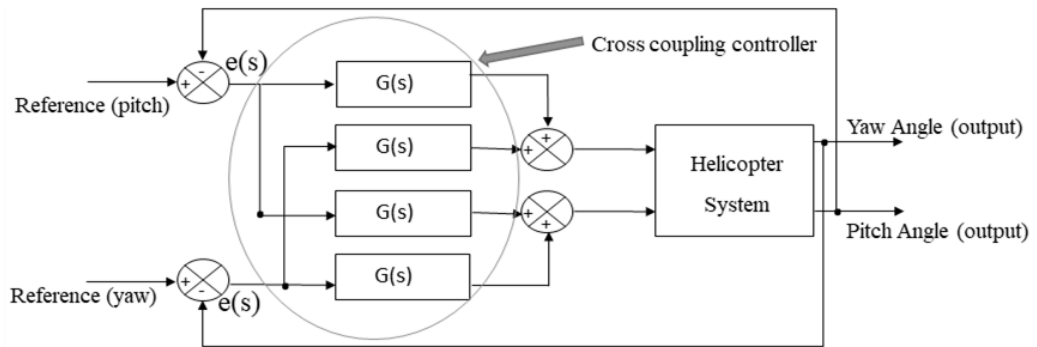 Cross coupling controller
e(s)
G(s)
Reference (pitch)
- 
+
+
Yaw Angle (output)
G(s)
+
Helicopter
System
G(s)
+
+
Pitch Angle (output)
G(s)
+
-
Reference (yaw)
e(s)